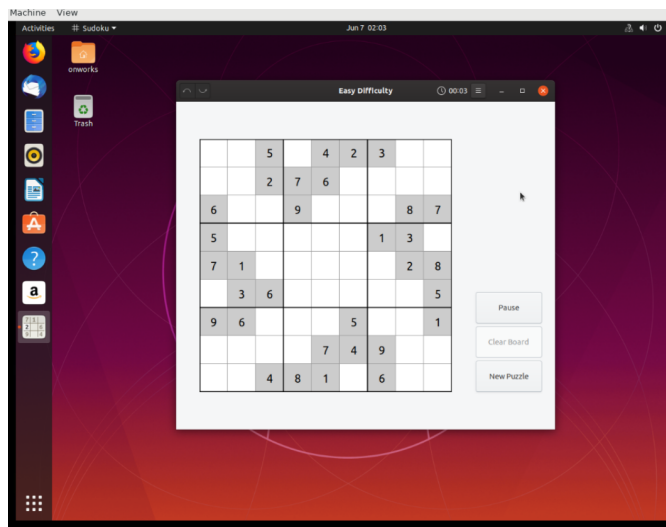 Machine View
Activities Sudoku Jun 7 02:03
onworks
Trash
Easy Difficulty 00:03
5 4 2 3
2 7 6
6 9 8 7
5 1 3
7 1 2 8
3 6 5
9 6 5 1
7 4 9
4 8 1 6
Pause
Clear Board
New Puzzle
a